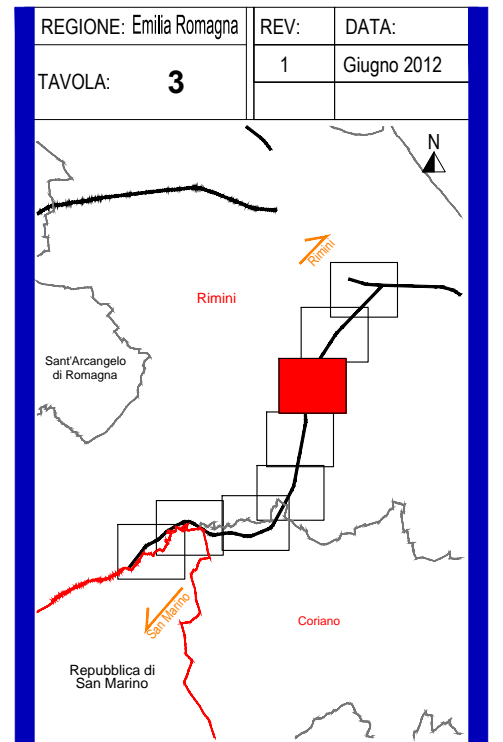 REGIONE: Emilia Romagna
REV:
DATA:
TAVOLA: 3
1
Giugno 2012
N
Rimini
Rimini
Sant'Arcangelo
di Romagna
San Marino
Coriano
Repubblica di
San Marino